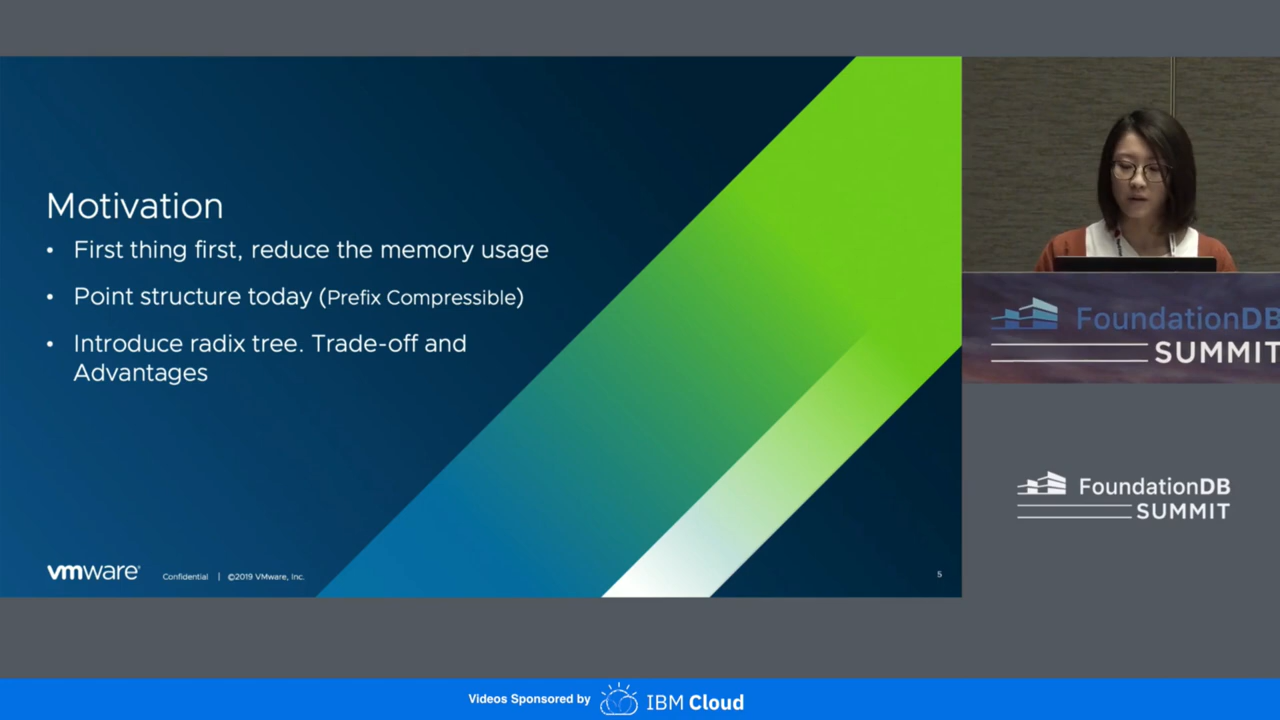 Motivation
• First thing first, reduce the memory usage
• Point structure today (Prefix Compressible)
• Introduce radix tree. Trade-off and
Advantages
vmware® Confidential | ©2019 VMware, Inc. 5
FoundationDB
SUMMIT
FoundationDB
SUMMIT
Videos Sponsored by IBM Cloud